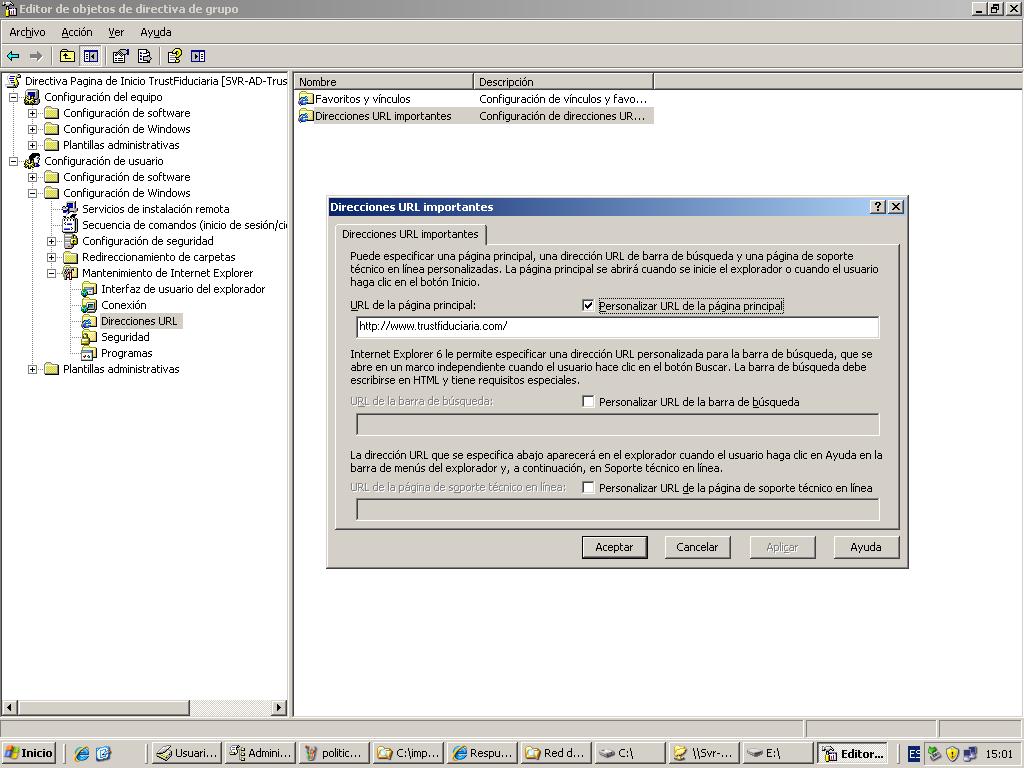 Editor de objetos de directiva de grupo
Archivo Acción Ver Ayuda
Directiva Pagina de Inicio TrustFiduciaria [SVR-AD-Trus
Configuración del equipo
Configuración de software
Configuración de Windows
Plantillas administrativas
Configuración de usuario
Configuración de software
Configuración de Windows
Servicios de instalación remota
Secuencia de comandos (inicio de sesión/ci
Configuración de seguridad
Redireccionamiento de carpetas
Mantenimiento de Internet Explorer
Interfaz de usuario del explorador
Conexión
Direcciones URL
Seguridad
Programas
Plantillas administrativas
Nombre Descripción
Favoritos y vínculos Configuración de vínculos y favo...
Direcciones URL importantes Configuración de direcciones UR...
Direcciones URL importantes
Direcciones URL importantes
Puede especificar una página principal, una dirección URL de barra de búsqueda y una página de soporte
técnico en línea personalizadas. La página principal se abrirá cuando se inicie el explorador o cuando el usuario
haga clic en el botón Inicio.
URL de la página principal: Personalizar URL de la página principal
http://www.trustfiduciaria.com/
Internet Explorer 6 le permite especificar una dirección URL personalizada para la barra de búsqueda, que se
abre en un marco independiente cuando el usuario hace clic en el botón Buscar. La barra de búsqueda debe
escribirse en HTML y tiene requisitos especiales.
URL de la barra de búsqueda: Personalizar URL de la barra de búsqueda
La dirección URL que se especifica abajo aparecerá en el explorador cuando el usuario haga clic en Ayuda en la
barra de menús del explorador y, a continuación, en Soporte técnico en línea.
URL de la página de soporte técnico en línea: Personalizar URL de la página de soporte técnico en línea
Aceptar Cancelar Aplicar Ayuda
Inicio Usuari... Admini... politic... C:\imp... Respu... Red d... C:\ \\Svr-... E:\ Editor... ES 15:01